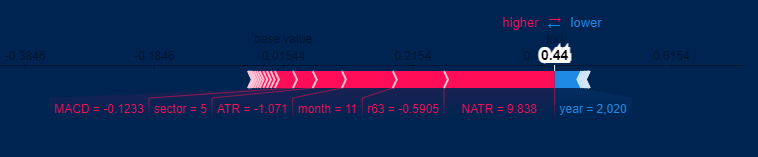 higher ⇄ lower
base value
-0.3846 -0.1846 0.01544 0.2154 0.44 0.6154
MACD = -0.1233 sector = 5 ATR = -1.071 month = 11 r63 = -0.5905 NATR = 9.838 year = 2,020